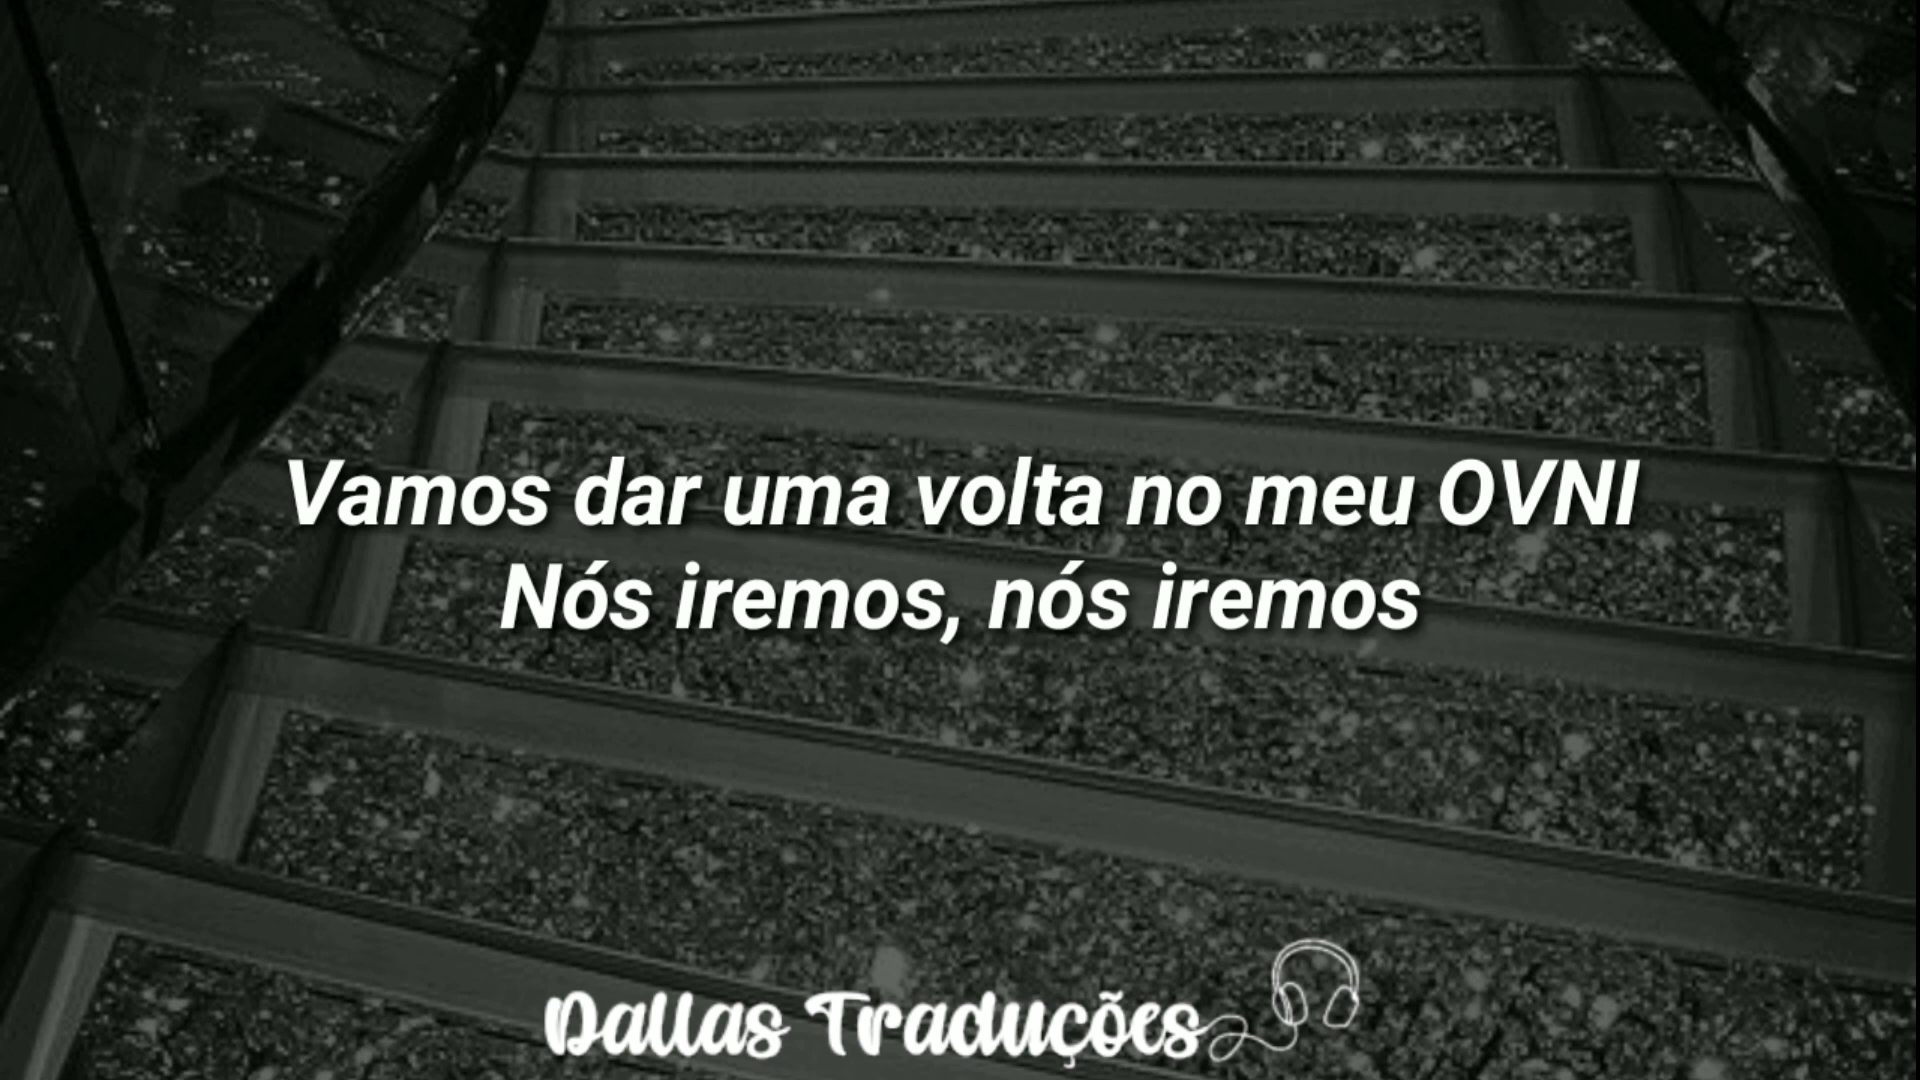 Vamos dar uma volta no meu OVNI
Nós iremos, nós iremos
Dallas Traduções